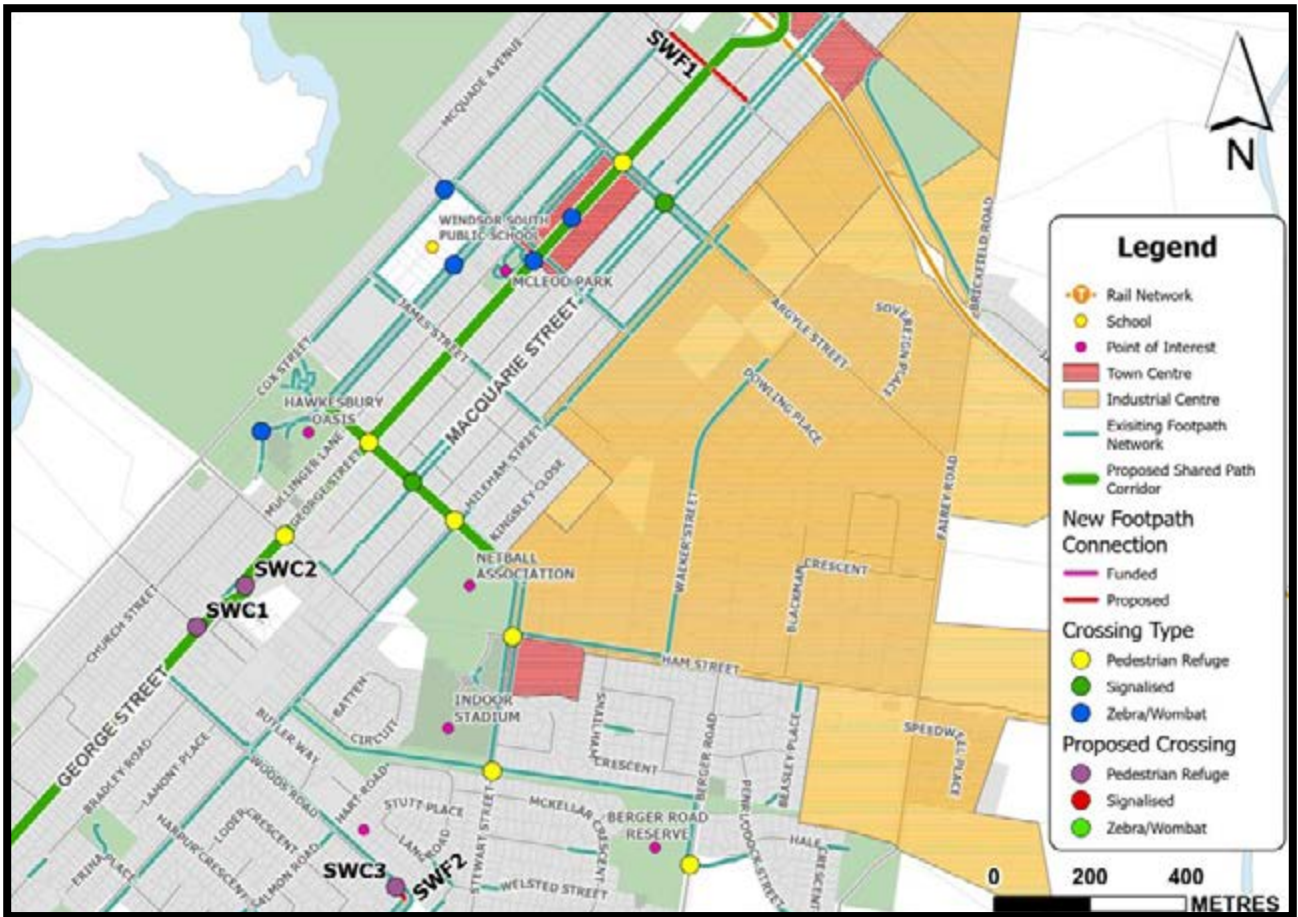 MCQUADE AVENUE
SWF1
N
WINDSOR SOUTH
PUBLIC SCHOOL
MCLEOD PARK
BRICKFIELD ROAD
ARGYLE STREET
SOVEREIGN PLACE
JAMES STREET
MACQUARIE STREET
COX STREET
DOWLING PLACE
HAWKESBURY
OASIS
MULLINGER LANE
GEORGE STREET
MILEHAM STREET
KINGSLEY CLOSE
WALKER STREET
FAIREY ROAD
NETBALL
ASSOCIATION
BLACKMAN
CRESCENT
SWC2
SWC1
CHURCH STREET
HAM STREET
GEORGE STREET
BATTEN
CIRCUIT
INDOOR
STADIUM
SNAILHAM
CRESCENT
BERGER ROAD
BEASLEY PLACE
SPEEDWELL PLACE
BUTLER WAY
WOODS ROAD
BRADLEY ROAD
LAMONT PLACE
HART ROAD
STUTT PLACE
MCKELLAR CRESCENT
BERGER ROAD
RESERVE
HALE
CRESCENT
LODER CRESCENT
HARPUR CRESCENT
LANG
ROAD
STEWART STREET
ERINA PLACE
SALMON ROAD
SWC3
SWF2
WELSTED STREET
Legend
T
Rail Network
School
Point of Interest
Town Centre
Industrial Centre
Exisiting Footpath
Network
Proposed Shared Path
Corridor
New Footpath
Connection
Funded
Proposed
Crossing Type
Pedestrian Refuge
Signalised
Zebra/Wombat
Proposed Crossing
Pedestrian Refuge
Signalised
Zebra/Wombat
0 200 400
METRES